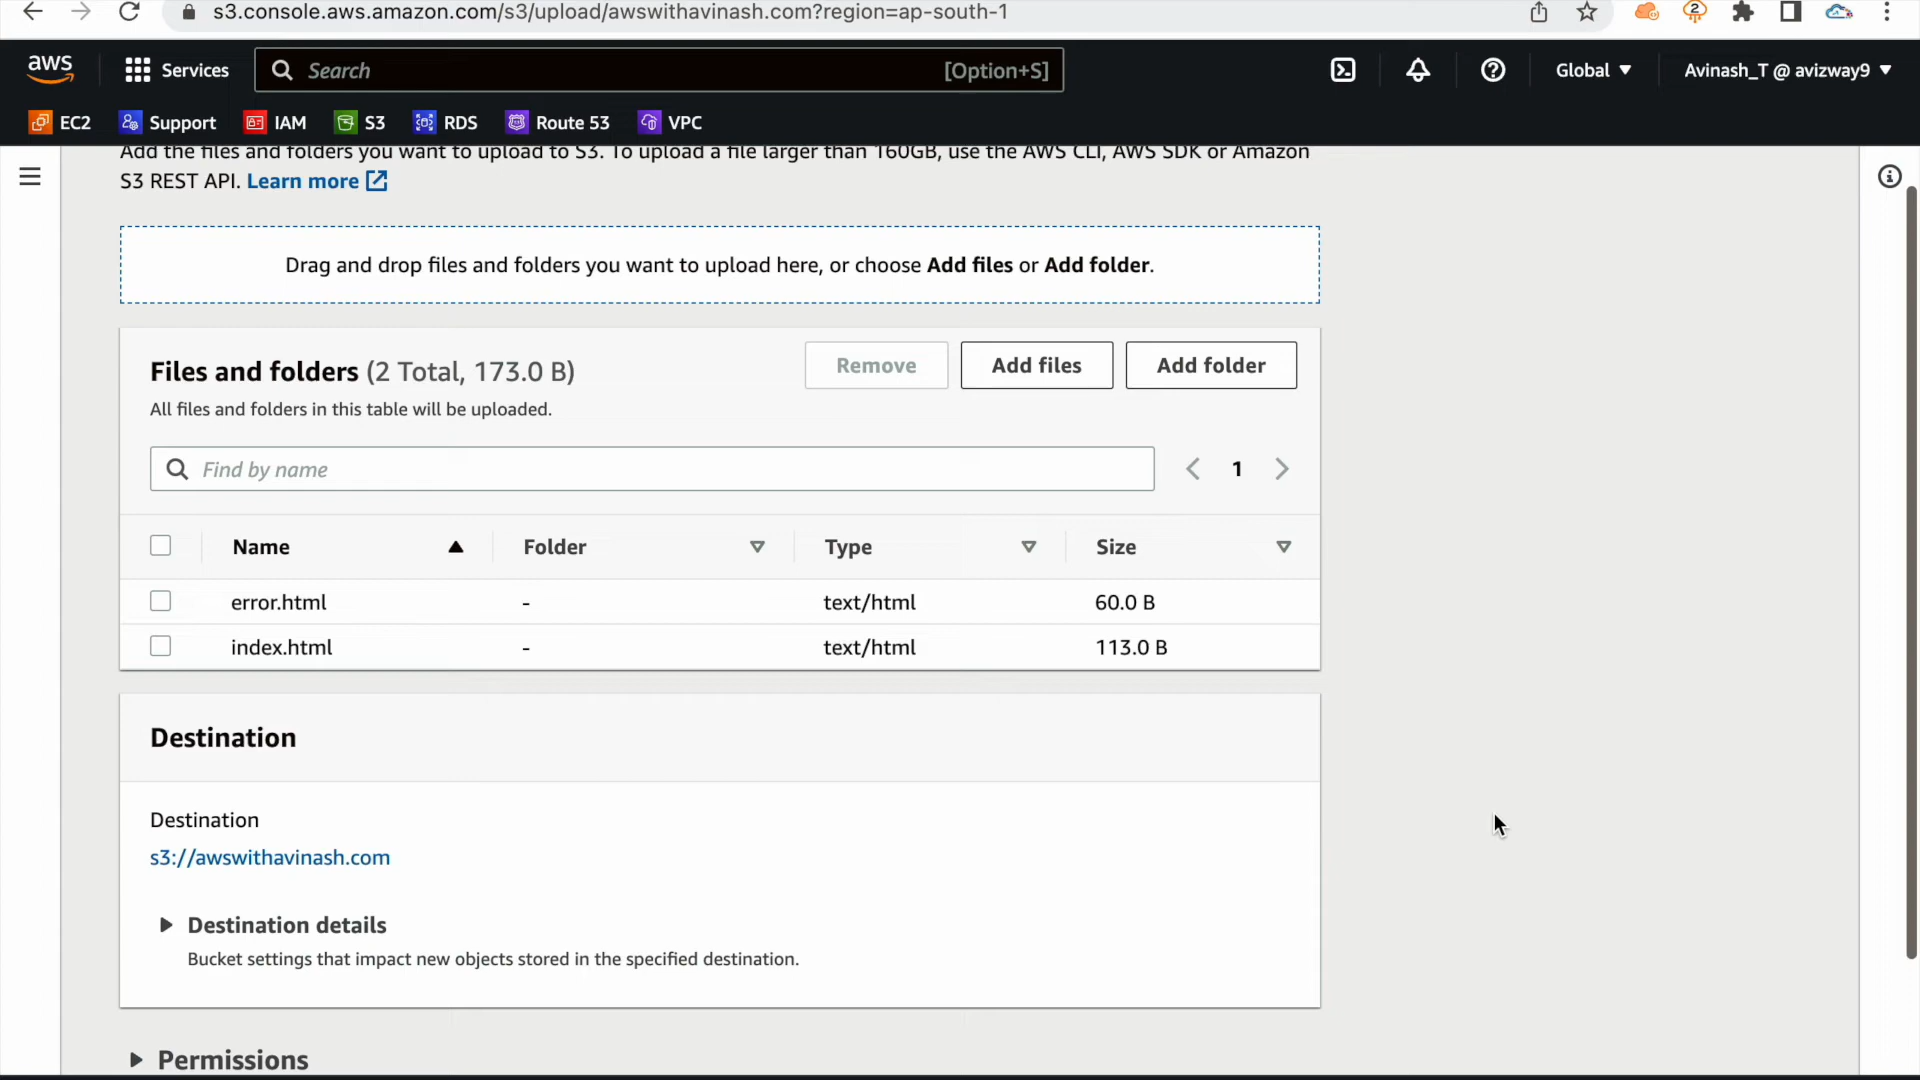 s3.console.aws.amazon.com/s3/upload/awswithavinash.com?region=ap-south-1
2
aws
Services
Search
[Option+S]
Global
Avinash_T @ avizway9
EC2
Support
IAM
S3
RDS
Route 53
VPC
Add the files and folders you want to upload to S3. To upload a file larger than 160GB, use the AWS CLI, AWS SDK or Amazon
S3 REST API. Learn more
Drag and drop files and folders you want to upload here, or choose Add files or Add folder.
Files and folders (2 Total, 173.0 B)
Remove
Add files
Add folder
All files and folders in this table will be uploaded.
Find by name
1
Name
Folder
Type
Size
error.html - text/html 60.0 B
index.html - text/html 113.0 B
Destination
Destination
s3://awswithavinash.com
Destination details
Bucket settings that impact new objects stored in the specified destination.
Permissions